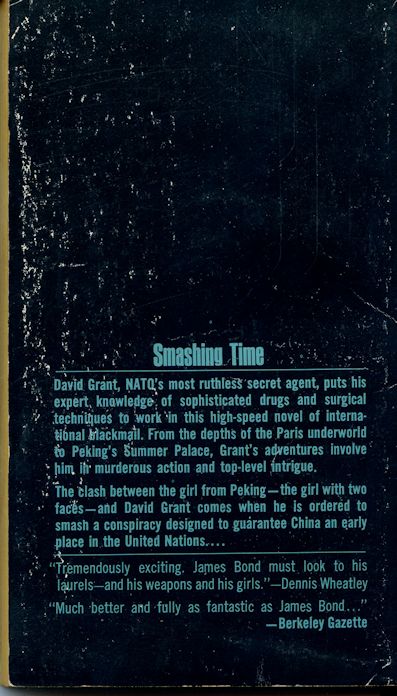 Smashing Time
David Grant, NATO's most ruthless secret agent, puts his
expert knowledge of sophisticated drugs and surgical
techniques to work in this high-speed novel of interna-
tional blackmail. From the depths of the Paris underworld
to Peking's Summer Palace, Grant's adventures involve
him in murderous action and top-level intrigue.
The clash between the girl from Peking—the girl with two
faces—and David Grant comes when he is ordered to
smash a conspiracy designed to guarantee China an early
place in the United Nations....
"Tremendously exciting. James Bond must look to his
laurels—and his weapons and his girls."—Dennis Wheatley
"Much better and fully as fantastic as James Bond..."
—Berkeley Gazette